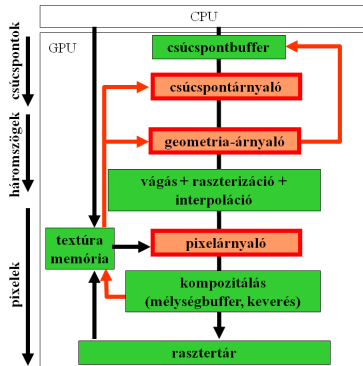 CPU
GPU
csúcspontok
csúcspontbuffer
csúcspontárnyaló
háromszögek
geometria-árnyaló
vágás + raszterizáció +
interpoláció
pixelek
textúra
memória
pixelárnyaló
kompozitálás
(mélységbuffer, keverés)
rasztertár